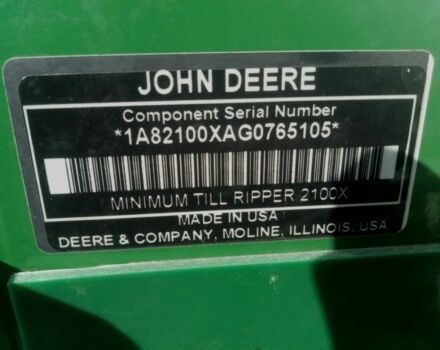 JOHN DEERE
Component Serial Number
*1A82100XAG0765105*
MINIMUM TILL RIPPER 2100X
MADE IN USA
DEERE & COMPANY, MOLINE, ILLINOIS, USA